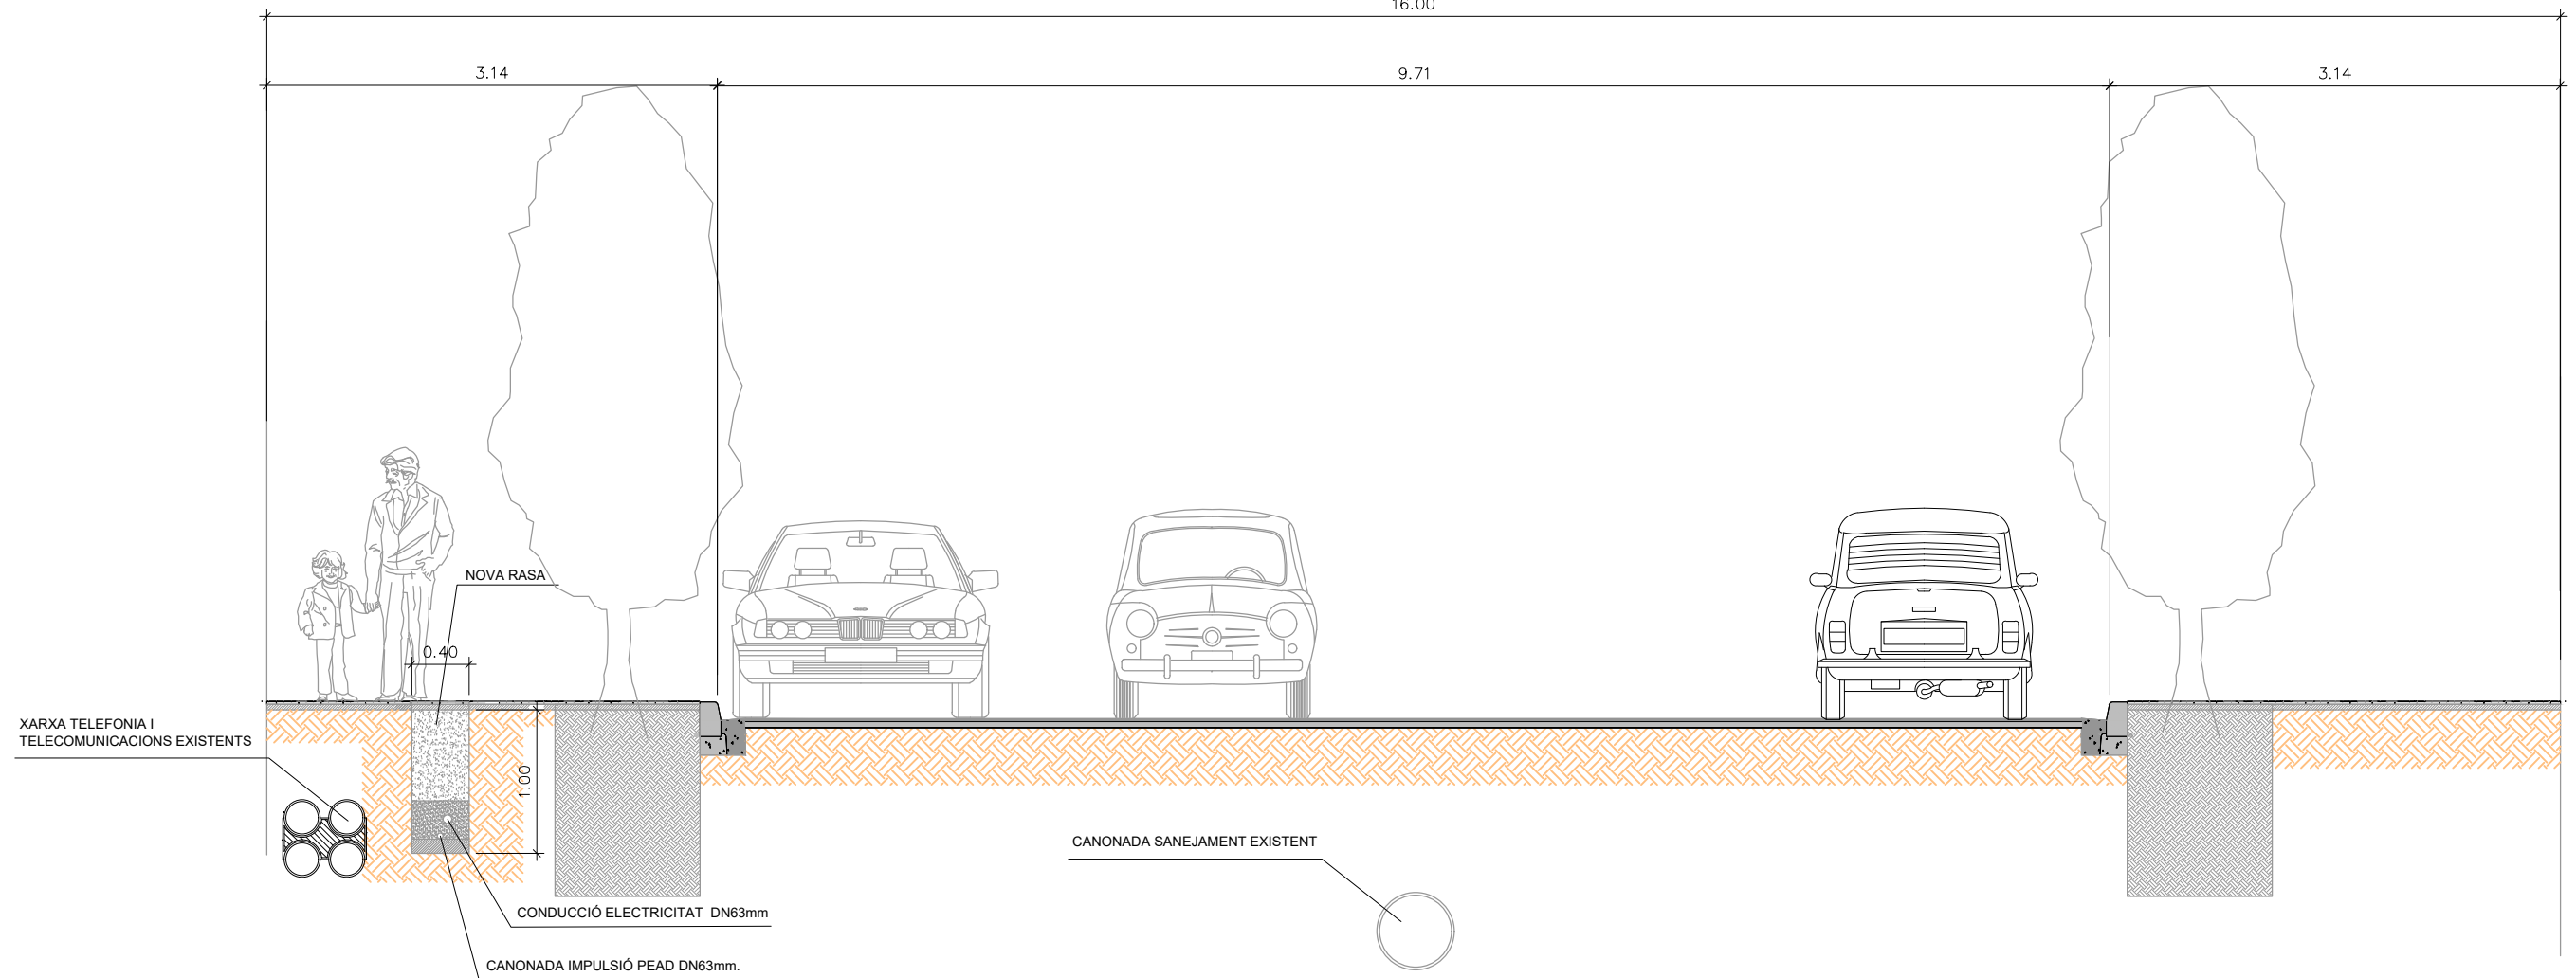 16.00
3.14
9.71
3.14
NOVA RASA
0.40
XARXA TELEFONIA I
TELECOMUNICACIONS EXISTENTS
1.00
CANONADA SANEJAMENT EXISTENT
CONDUCCIÓ ELECTRICITAT DN63mm
CANONADA IMPULSIÓ PEAD DN63mm.